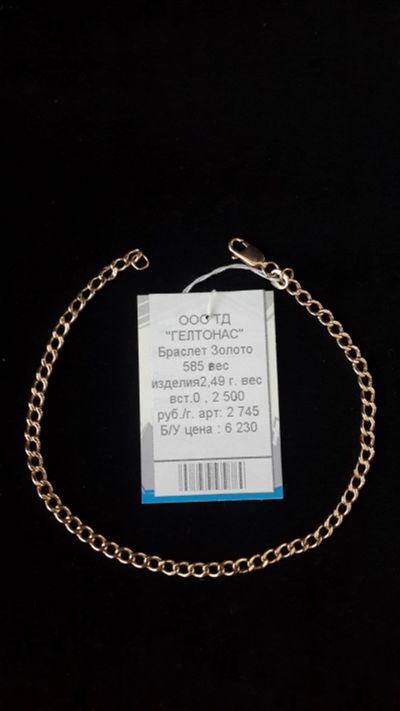 ООО ТД
"ГЕЛТОНАС"
Браслет Золото
585 вес
изделия2,49 г. вес
вст.0 , 2 500
руб./г. арт: 2 745
Б/У цена : 6 230